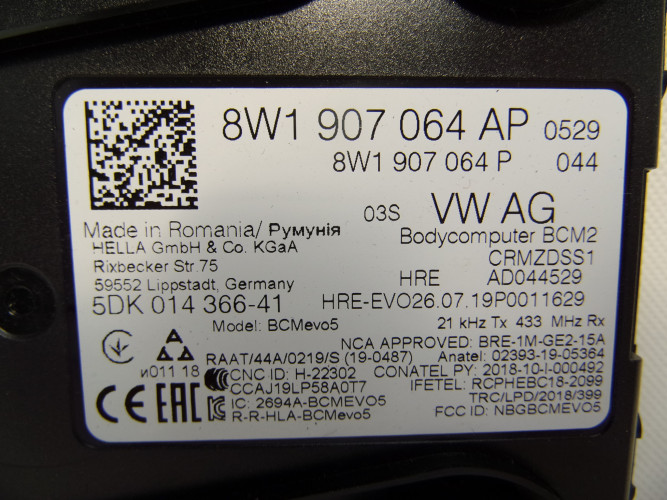 8W1 907 064 AP 0529
8W1 907 064 P 044
03S VW AG
Made in Romania/ Румунія
HELLA GmbH & Co. KGaA
Rixbecker Str.75
59552 Lippstadt, Germany
Bodycomputer BCM2
CRMZDSS1
HRE AD044529
5DK 014 366-41 HRE-EVO26.07.19P0011629
Model: BCMevo5 21 kHz Tx 433 MHz Rx
NCA APPROVED: BRE-1M-GE2-15A
RAAT/44A/0219/S (19-0487) Anatel: 02393-19-05364
И011 18 CNC ID: H-22302 CONATEL PY: 2018-10-I-000492
CCAJ19LP58A0T7 IFETEL: RCPHEBC18-2099
CE EAC IC: 2694A-BCMEVO5 TRC/LPD/2018/399
R-R-HLA-BCMevo5 FCC ID: NBGBCMEVO5